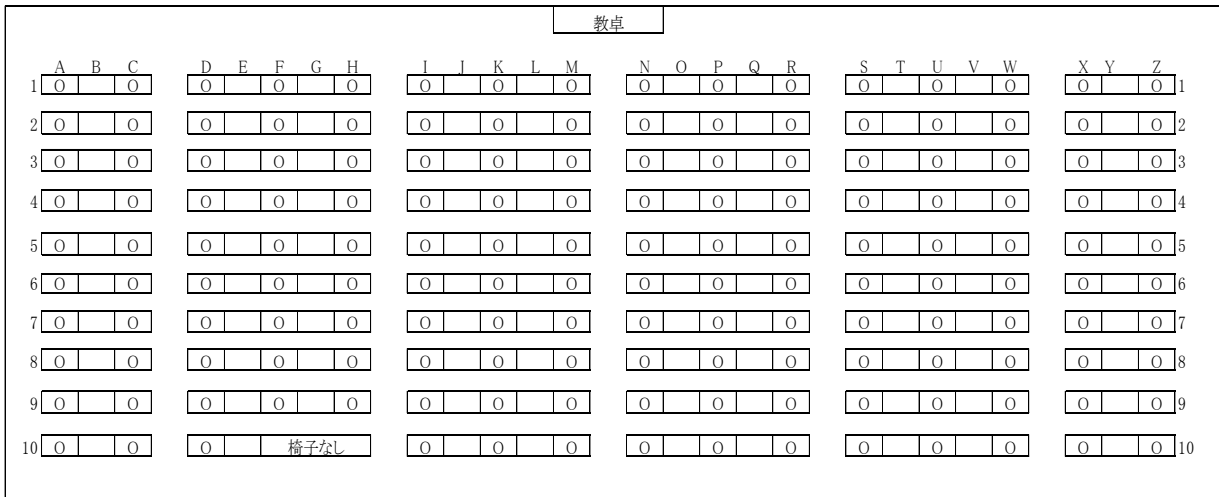 教卓
A B C D E F G H I J K L M N O P Q R S T U V W X Y Z
1 O O O O O O O O O O O O O O O O 1
2 O O O O O O O O O O O O O O O O 2
3 O O O O O O O O O O O O O O O O 3
4 O O O O O O O O O O O O O O O O 4
5 O O O O O O O O O O O O O O O O 5
6 O O O O O O O O O O O O O O O O 6
7 O O O O O O O O O O O O O O O O 7
8 O O O O O O O O O O O O O O O O 8
9 O O O O O O O O O O O O O O O O 9
10 O O O 椅子なし O O O O O O O O O O O 10